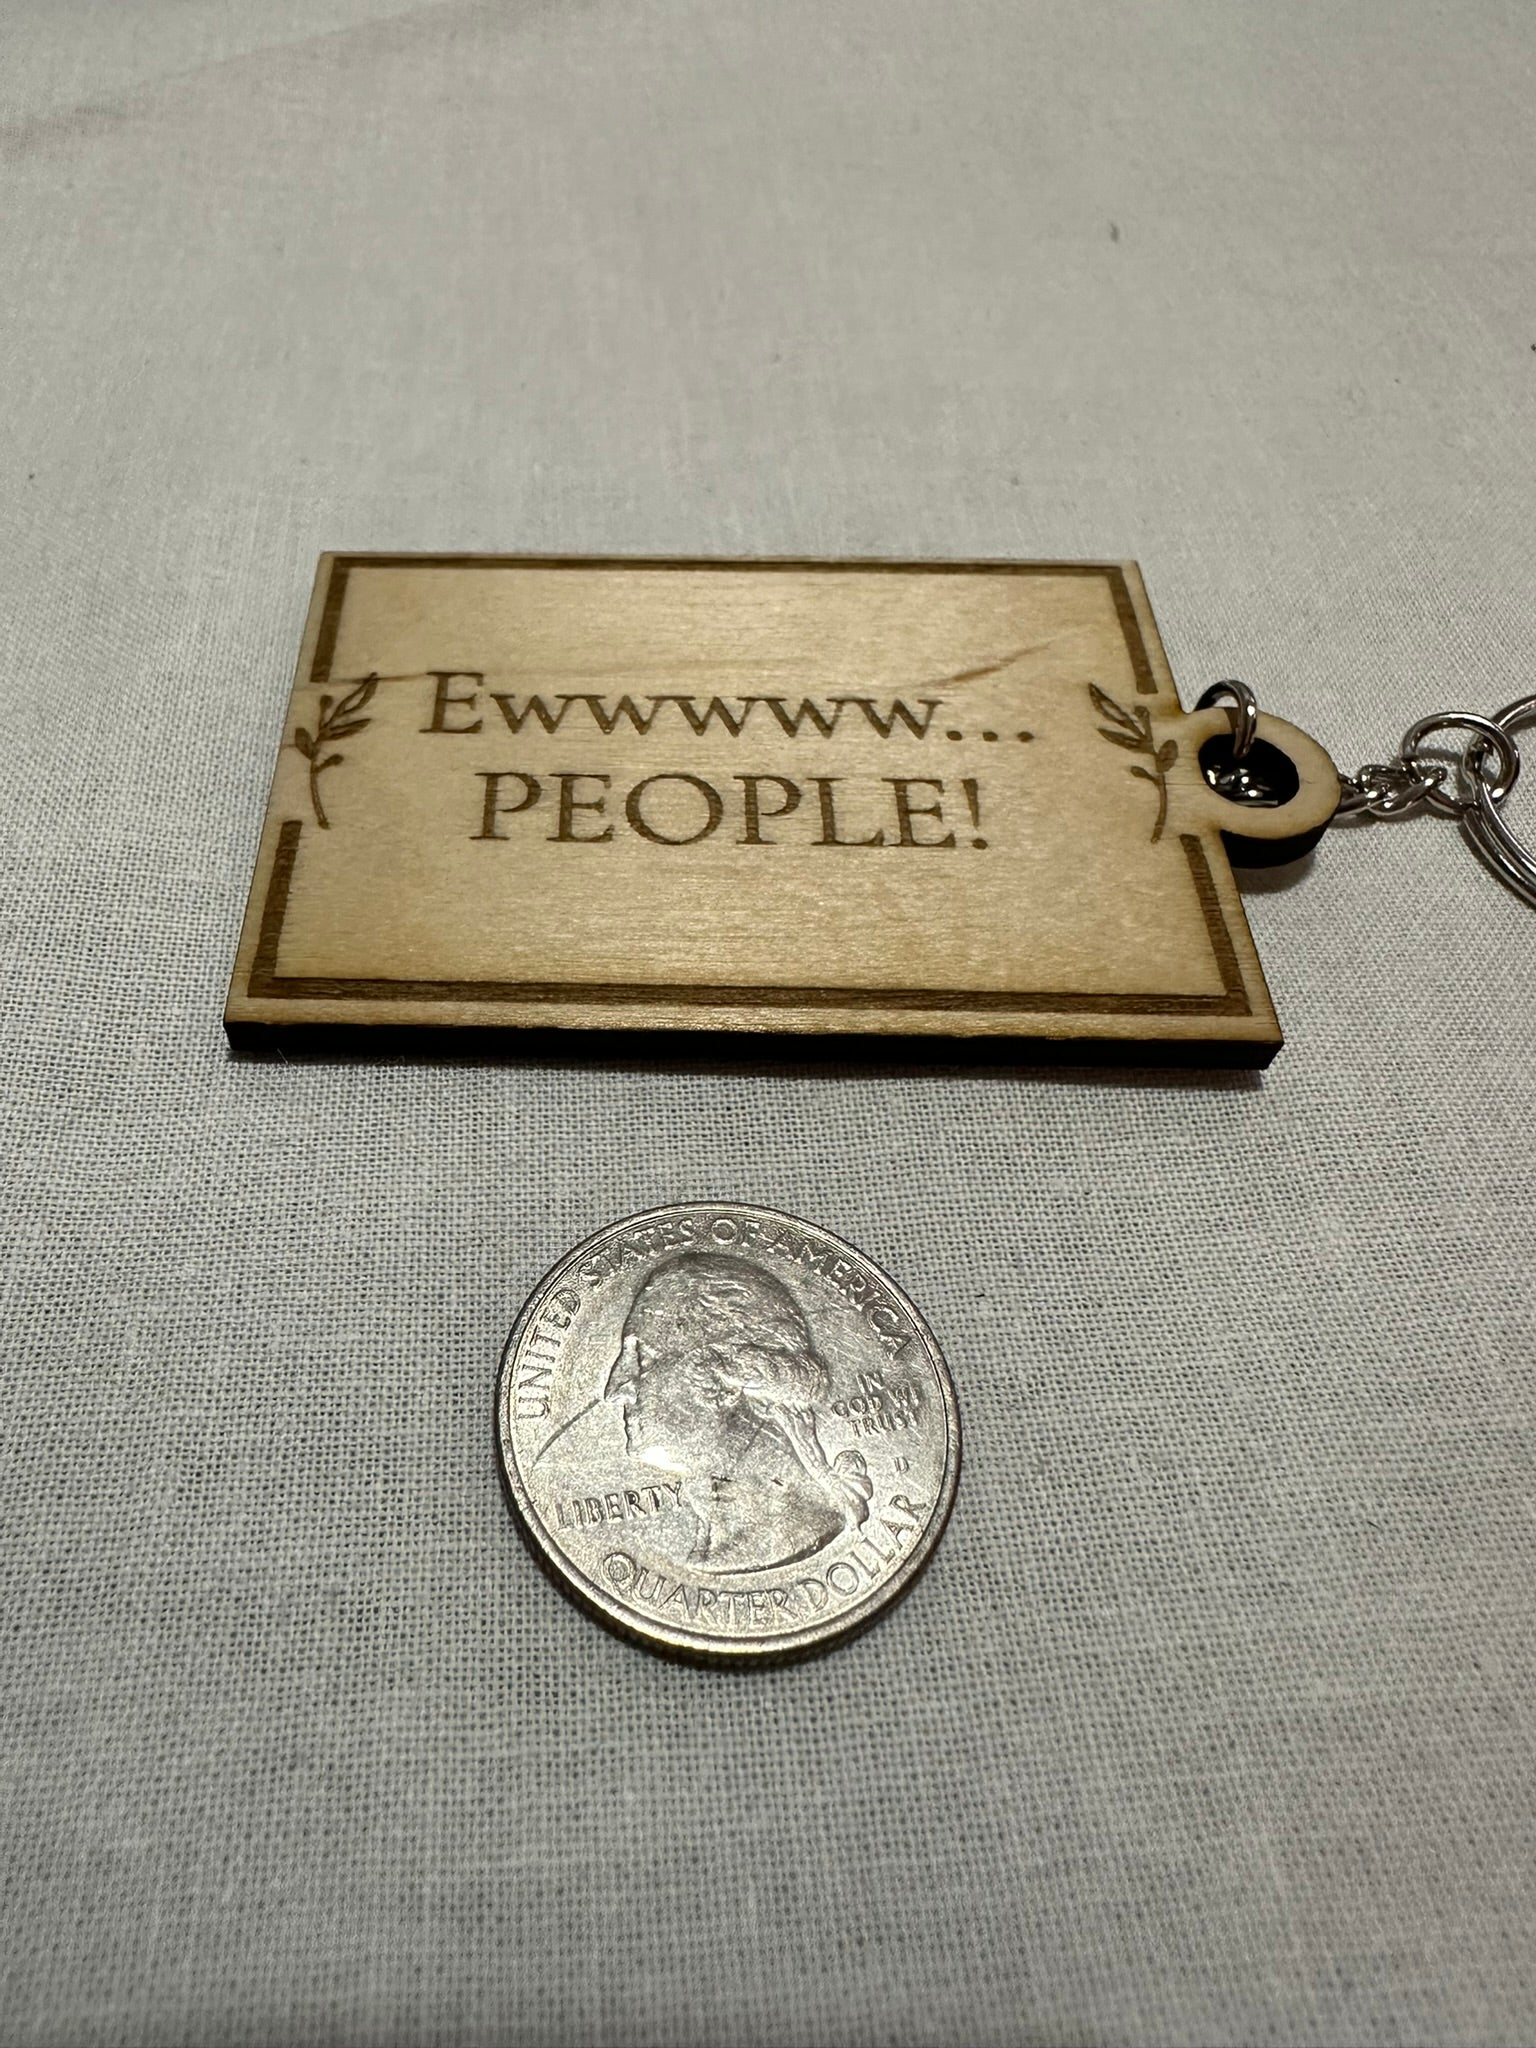 Ewwwww...
PEOPLE!
UNITED STATES OF AMERICA
IN
GOD WE
TRUST
D
LIBERTY
QUARTER DOLLAR